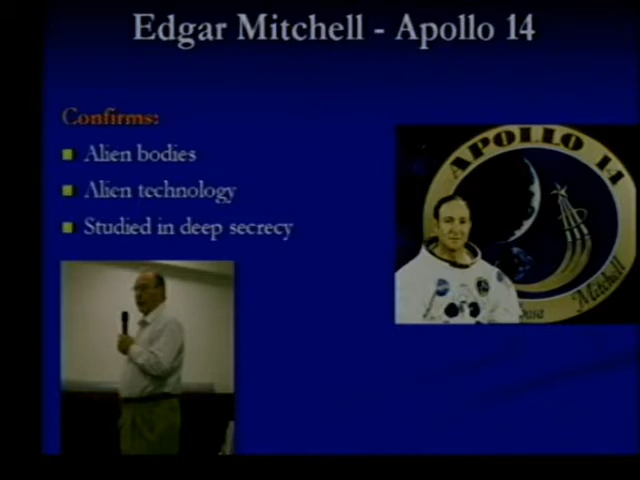 Edgar Mitchell - Apollo 14
Confirms:
Alien bodies
Alien technology
Studied in deep secrecy
APOLLO 14
Mitchell